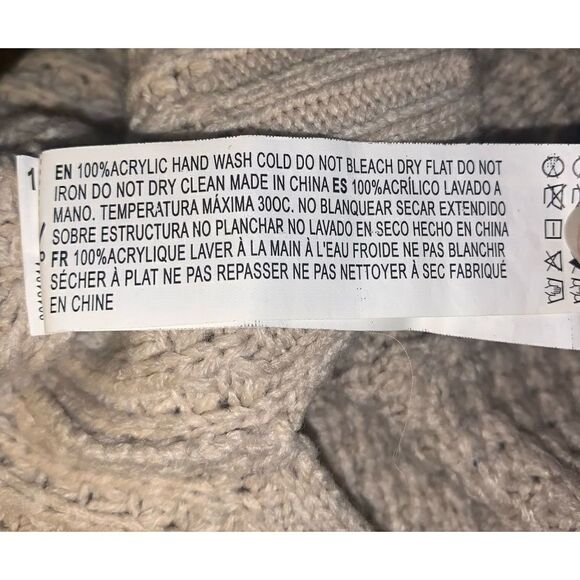 EN 100%ACRYLIC HAND WASH COLD DO NOT BLEACH DRY FLAT DO NOT
IRON DO NOT DRY CLEAN MADE IN CHINA ES 100%ACRÍLICO LAVADO A
MANO. TEMPERATURA MÁXIMA 30OC. NO BLANQUEAR SECAR EXTENDIDO
SOBRE ESTRUCTURA NO PLANCHAR NO LAVADO EN SECO HECHO EN CHINA
FR 100%ACRYLIQUE LAVER À LA MAIN À L'EAU FROIDE NE PAS BLANCHIR
SÉCHER À PLAT NE PAS REPASSER NE PAS NETTOYER À SEC FABRIQUÉ
EN CHINE